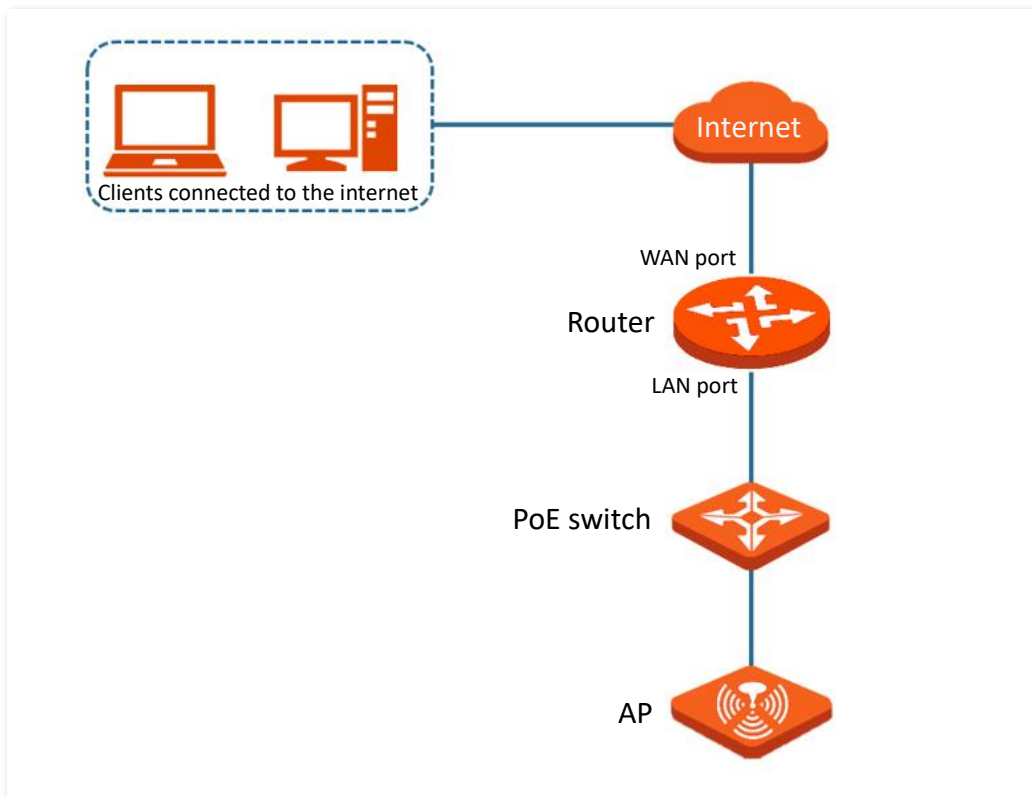 Internet
Clients connected to the internet
WAN port
Router
LAN port
PoE switch
AP